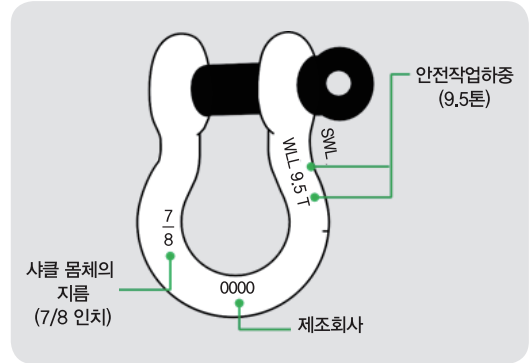 안전작업하중
(9.5톤)
SWL
WLL 9.5 T
7
8
0000
샤클 몸체의
지름
(7/8 인치)
제조회사